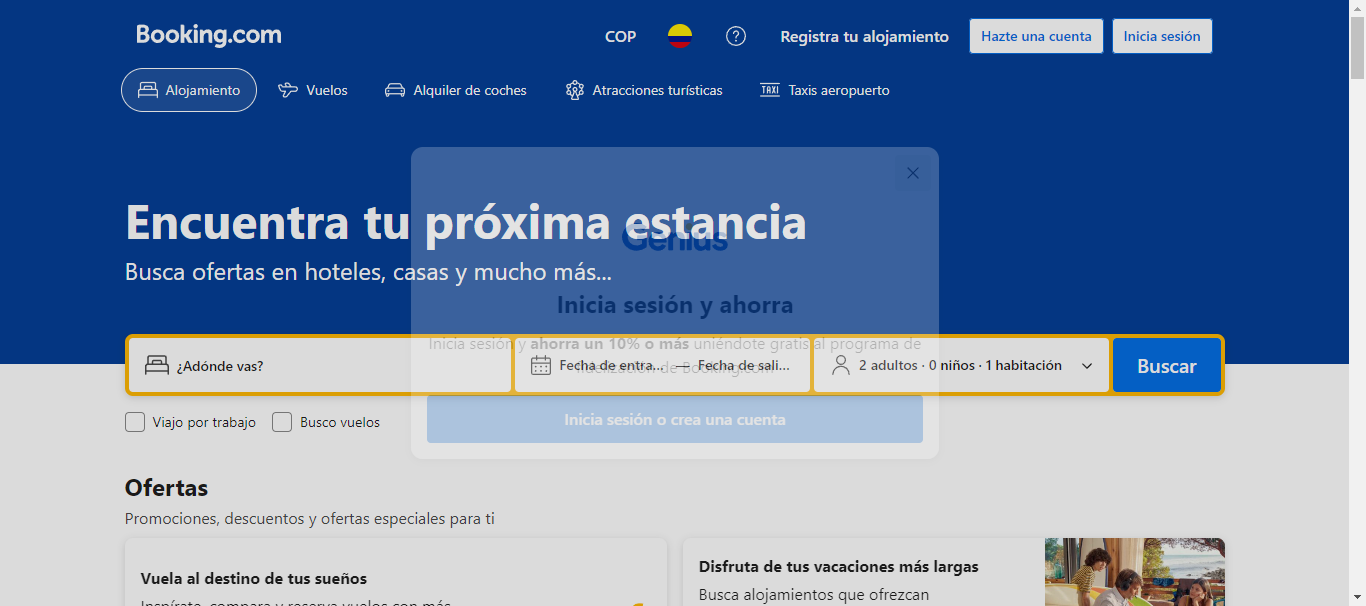 Booking.com
COP
Registra tu alojamiento
Hazte una cuenta
Inicia sesión
Alojamiento
Vuelos
Alquiler de coches
Atracciones turísticas
TAXI
Taxis aeropuerto
Encuentra tu próxima estancia
Busca ofertas en hoteles, casas y mucho más...
Genius
Inicia sesión y ahorra
Inicia sesión y ahorra un 10% o más uniéndote gratis al programa de
fidelización de Booking.com
Inicia sesión o crea una cuenta
¿Adónde vas?
Fecha de entra... — Fecha de sali...
2 adultos · 0 niños · 1 habitación
Buscar
Viajo por trabajo
Busco vuelos
Ofertas
Promociones, descuentos y ofertas especiales para ti
Vuela al destino de tus sueños
Inspírate, compara y reserva vuelos con más
Disfruta de tus vacaciones más largas
Busca alojamientos que ofrezcan